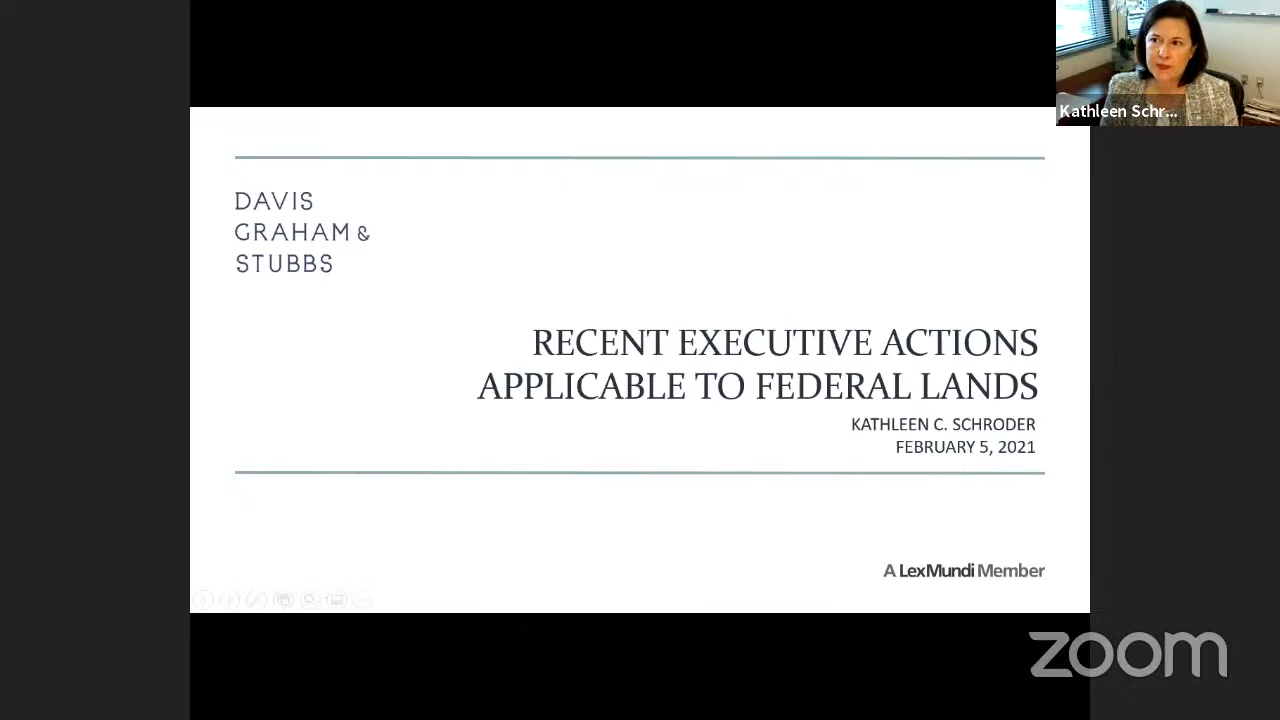 Kathleen Schr...
DAVIS
GRAHAM &
STUBBS
RECENT EXECUTIVE ACTIONS
APPLICABLE TO FEDERAL LANDS
KATHLEEN C. SCHRODER
FEBRUARY 5, 2021
A LexMundi Member
zoom